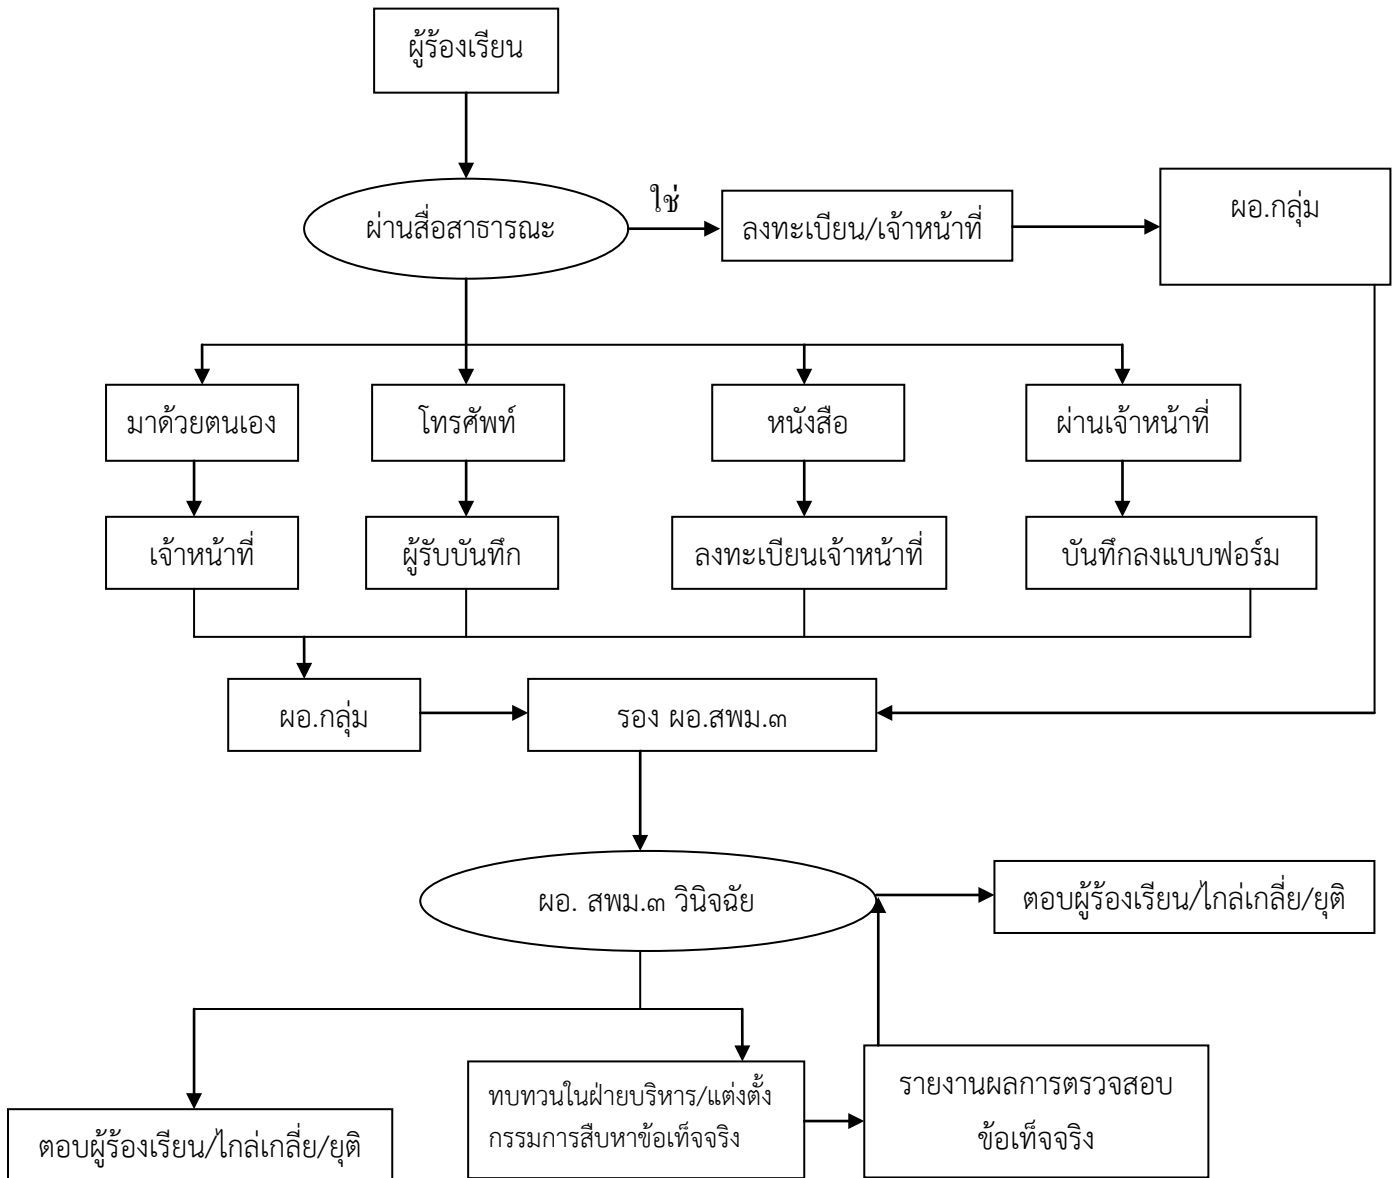 ผู้ร้องเรียน
ผ่านสื่อสาธารณะ
ใช่
ลงทะเบียน/เจ้าหน้าที่
ผอ.กลุ่ม
มาด้วยตนเอง
โทรศัพท์
หนังสือ
ผ่านเจ้าหน้าที่
เจ้าหน้าที่
ผู้รับบันทึก
ลงทะเบียนเจ้าหน้าที่
บันทึกลงแบบฟอร์ม
ผอ.กลุ่ม
รอง ผอ.สพม.๓
ผอ. สพม.๓ วินิจฉัย
ตอบผู้ร้องเรียน/ไกล่เกลี่ย/ยุติ
ตอบผู้ร้องเรียน/ไกล่เกลี่ย/ยุติ
ทบทวนในฝ่ายบริหาร/แต่งตั้ง
กรรมการสืบหาข้อเท็จจริง
รายงานผลการตรวจสอบ
ข้อเท็จจริง